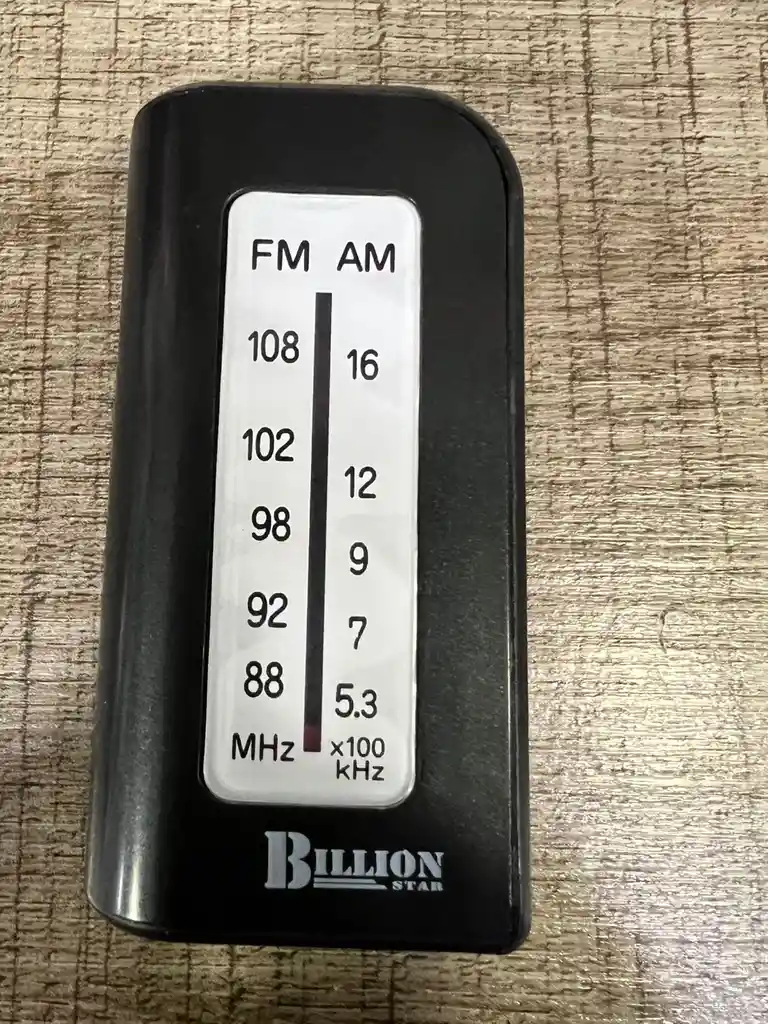 FM AM
108 16
102 12
98 9
92 7
88 5.3
MHz x100 kHz
BILLION
STAR